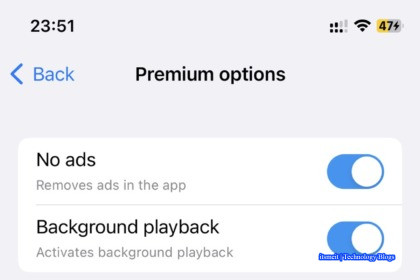 23:51
47
Back
Premium options
No ads
Removes ads in the app
Background playback
Activates background playback
itsmeit - Technology Blogs